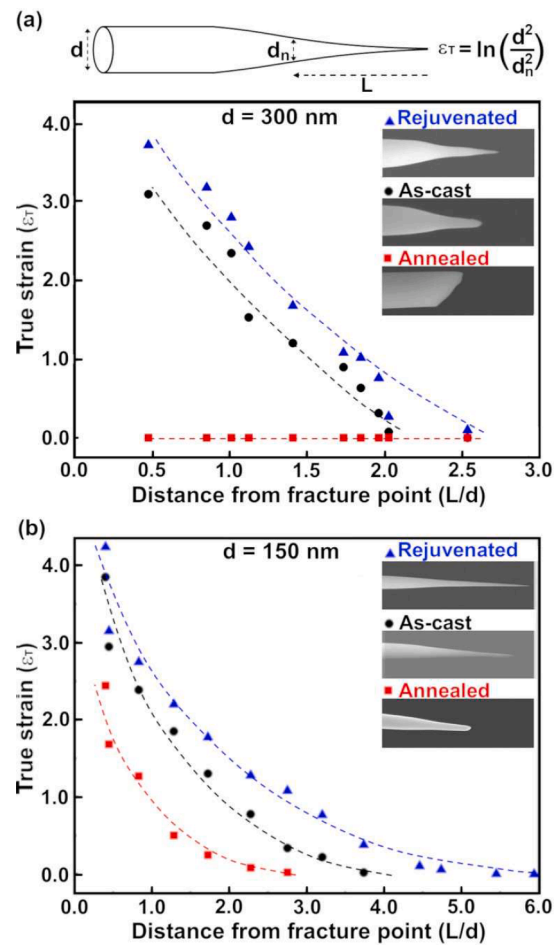 (a)
d
dn
L
εT = ln(d²/dn²)
d = 300 nm
Rejuvenated
As-cast
Annealed
True strain (εT)
4.0
3.0
2.0
1.0
0.0
0.0 0.5 1.0 1.5 2.0 2.5 3.0
Distance from fracture point (L/d)
(b)
d = 150 nm
Rejuvenated
As-cast
Annealed
True strain (εT)
4.0
3.0
2.0
1.0
0.0
0.0 1.0 2.0 3.0 4.0 5.0 6.0
Distance from fracture point (L/d)